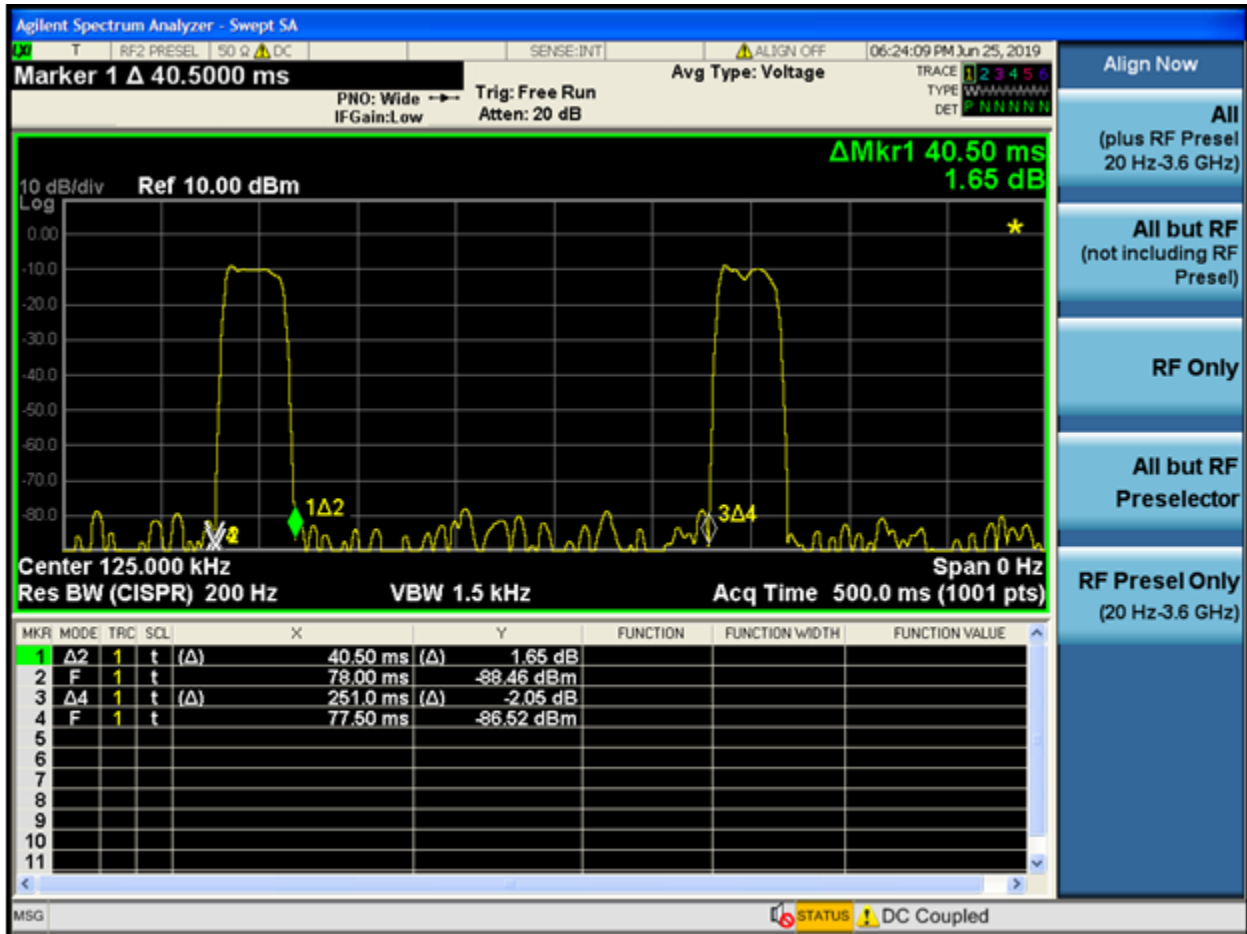 Agilent Spectrum Analyzer - Swept SA
T RF2 PRESEL 50 Ω DC SENSE:INT ALIGN OFF 06:24:09 PM Jun 25, 2019
Marker 1 Δ 40.5000 ms
PNO: Wide
IFGain:Low
Trig: Free Run
Atten: 20 dB
Avg Type: Voltage
TRACE 1 2 3 4 5 6
TYPE
DET P N N N N N
ΔMkr1 40.50 ms
1.65 dB
10 dB/div Ref 10.00 dBm
Log
0.00
-10.0
-20.0
-30.0
-40.0
-50.0
-60.0
-70.0
-80.0
1Δ2
3Δ4
Center 125.000 kHz Span 0 Hz
Res BW (CISPR) 200 Hz VBW 1.5 kHz Acq Time 500.0 ms (1001 pts)
MKR MODE TRC SCL X Y FUNCTION FUNCTION WIDTH FUNCTION VALUE
1 Δ2 1 t (Δ) 40.50 ms (Δ) 1.65 dB
2 F 1 t 78.00 ms -88.46 dBm
3 Δ4 1 t (Δ) 251.0 ms (Δ) -2.05 dB
4 F 1 t 77.50 ms -86.52 dBm
5
6
7
8
9
10
11
MSG STATUS DC Coupled
Align Now
All
(plus RF Presel
20 Hz-3.6 GHz)
All but RF
(not including RF
Presel)
RF Only
All but RF
Preselector
RF Presel Only
(20 Hz-3.6 GHz)